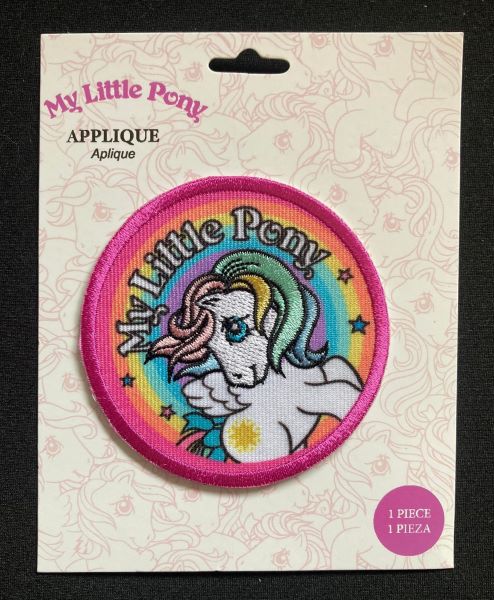 My Little Pony
APPLIQUE
Aplique
My Little Pony
1 PIECE
1 PIEZA